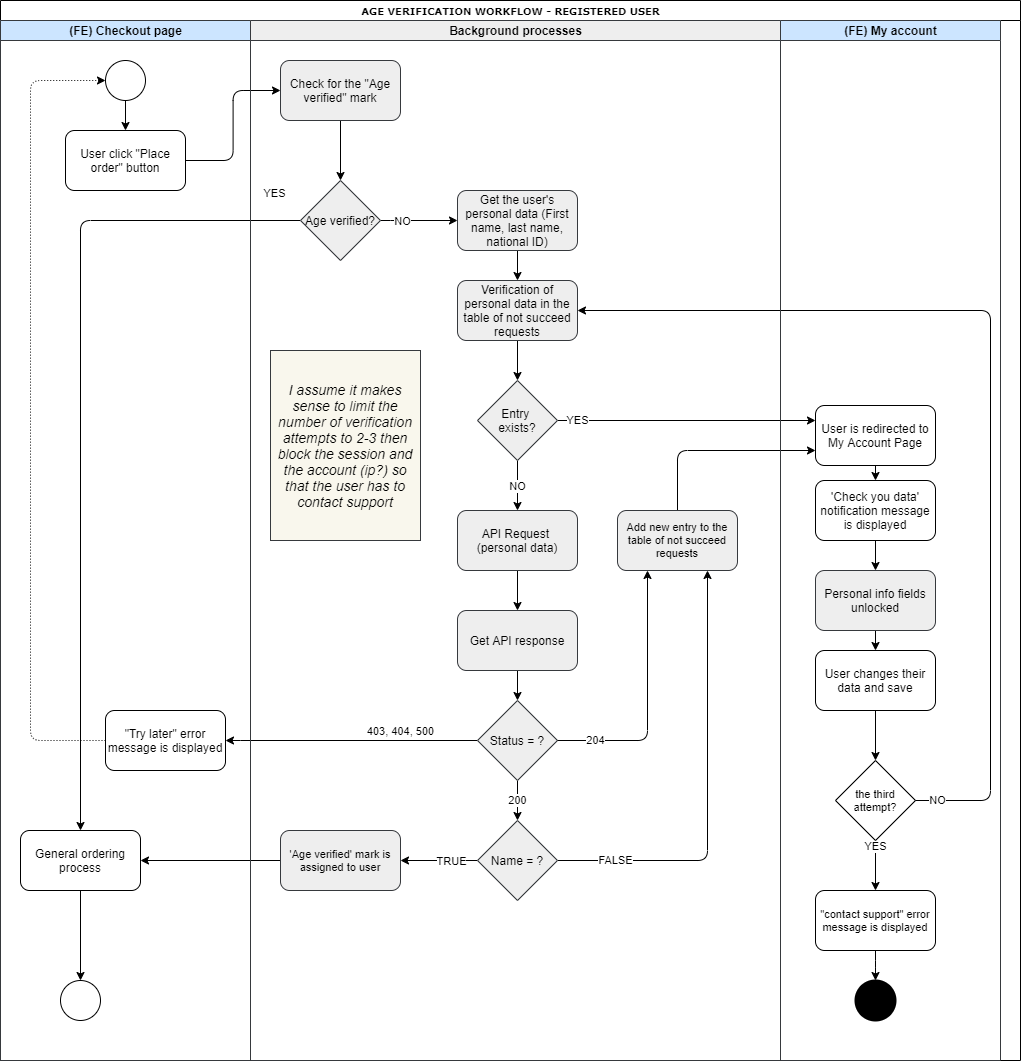 AGE VERIFICATION WORKFLOW - REGISTERED USER
(FE) Checkout page
Background processes
(FE) My account
Check for the "Age
verified" mark
User click "Place
order" button
YES
Age verified?
NO
Get the user's
personal data (First
name, last name,
national ID)
Verification of
personal data in the
table of not succeed
requests
I assume it makes
sense to limit the
number of verification
attempts to 2-3 then
block the session and
the account (ip?) so
that the user has to
contact support
Entry
exists?
YES
User is redirected to
My Account Page
NO
'Check you data'
notification message
is displayed
API Request
(personal data)
Add new entry to the
table of not succeed
requests
Personal info fields
unlocked
Get API response
User changes their
data and save
"Try later" error
message is displayed
403, 404, 500
Status = ?
204
200
the third
attempt?
NO
YES
General ordering
process
'Age verified' mark is
assigned to user
TRUE
Name = ?
FALSE
"contact support" error
message is displayed